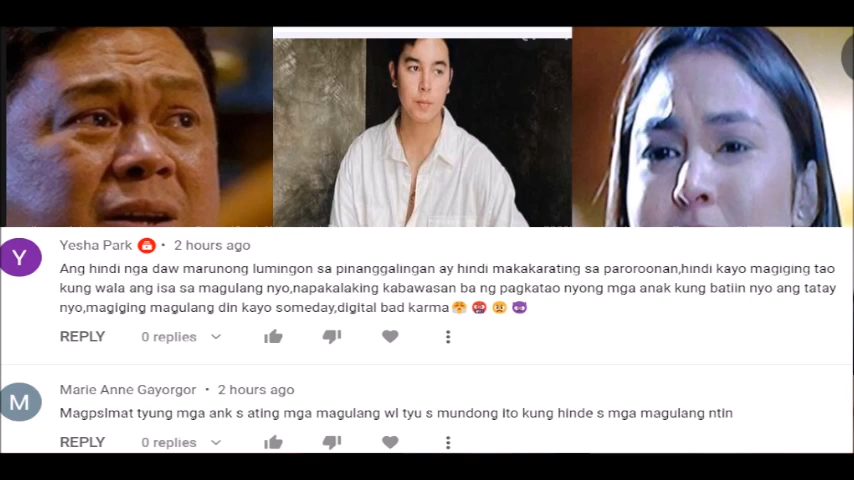 Y
Yesha Park • 2 hours ago
Ang hindi nga daw marunong lumingon sa pinanggalingan ay hindi makakarating sa paroroonan,hindi kayo magiging tao
kung wala ang isa sa magulang nyo,napakalaking kabawasan ba ng pagkatao nyong mga anak kung batiin nyo ang tatay
nyo,magiging magulang din kayo someday,digital bad karma
REPLY 0 replies
M
Marie Anne Gayorgor • 2 hours ago
Magpslmat tyung mga ank s ating mga magulang wl tyu s mundong ito kung hinde s mga magulang ntin
REPLY 0 replies